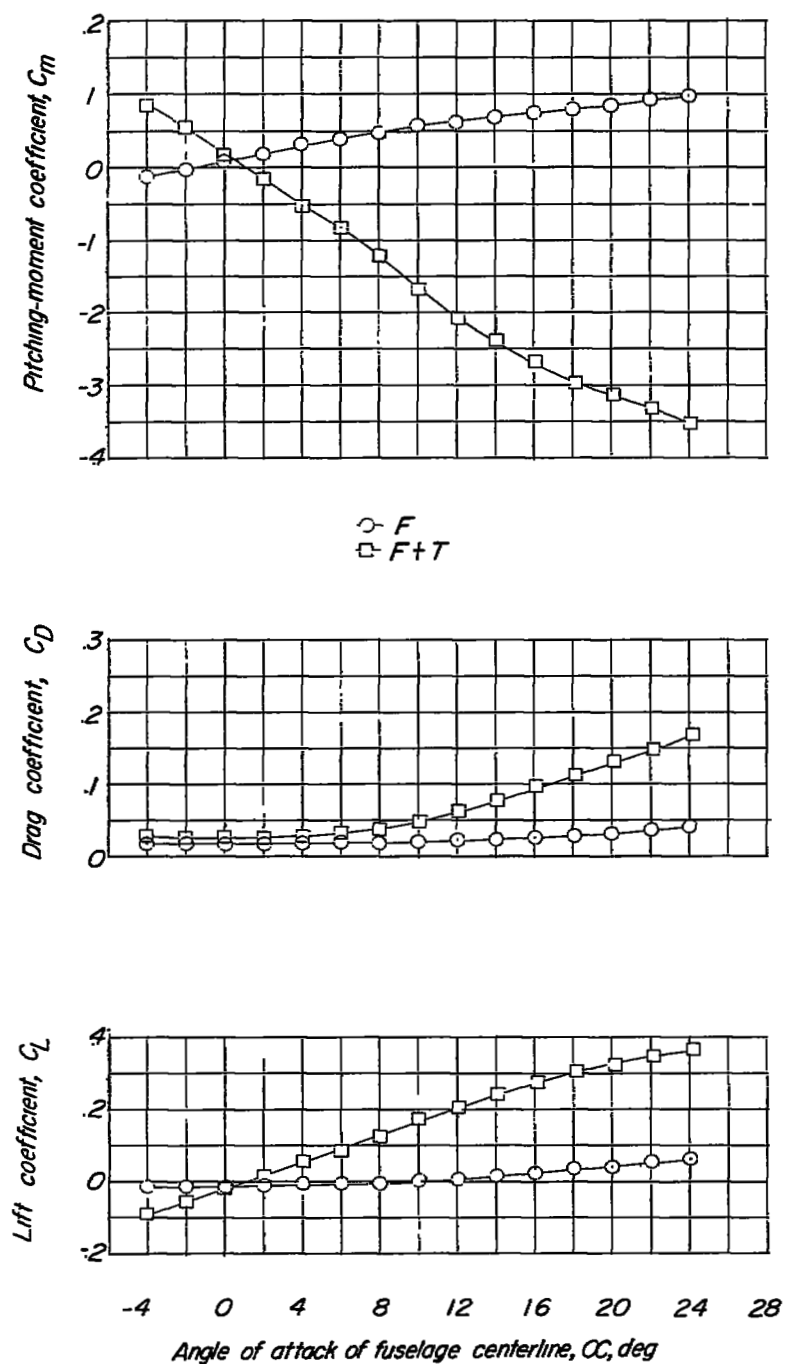 .2
.1
0
-.1
-.2
-.3
-.4
Pitching-moment coefficient, Cm
F
F+T
.3
.2
.1
0
Drag coefficient, CD
.4
.2
0
-.2
Lift coefficient, CL
-4 0 4 8 12 16 20 24 28
Angle of attack of fuselage centerline, α, deg